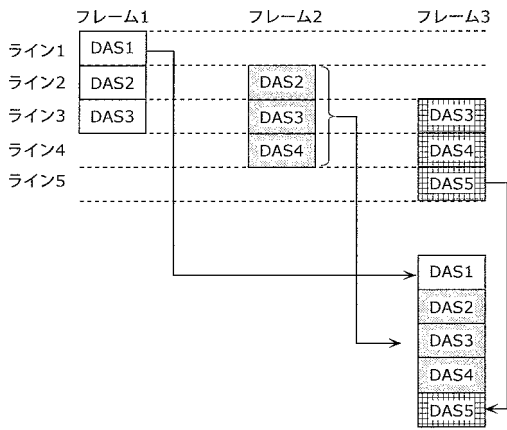 フレーム1 フレーム2 フレーム3
ライン1 DAS1
ライン2 DAS2 DAS2
ライン3 DAS3 DAS3 DAS3
ライン4 DAS4 DAS4
ライン5 DAS5
DAS1
DAS2
DAS3
DAS4
DAS5